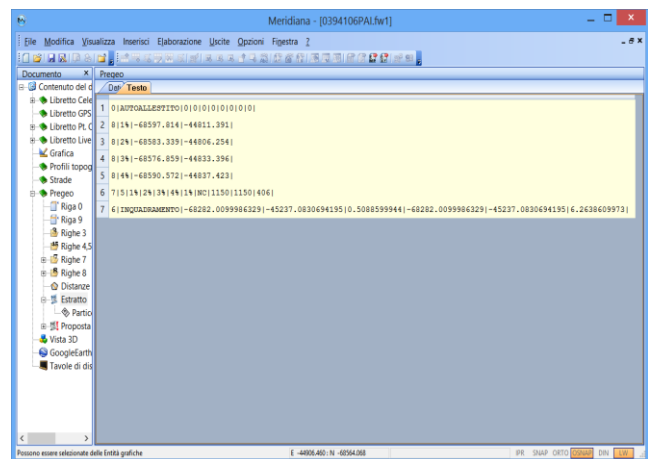 Meridiana - [0394106PAI.fw1]
File Modifica Visualizza Inserisci Elaborazione Uscite Opzioni Finestra ?
Documento x
Pregeo
Contenuto del d
Dati Testo
Libretto Cele
Libretto GPS
Libretto Pt. C
Libretto Live
Grafica
Profili topog
Strade
Pregeo
Riga 0
Riga 9
Righe 3
Righe 4,5
Righe 7
Righe 8
Distanze
Estratto
Partic
Proposta
Vista 3D
GoogleEarth
Tavole di dis
1 0|AUTOALLESTITO|0|0|0|0|0|0|0|0|
2 8|1%|-68597.814|-44811.391|
3 8|2%|-68583.339|-44806.254|
4 8|3%|-68576.859|-44833.396|
5 8|4%|-68590.572|-44837.423|
6 7|5|1%|2%|3%|4%|1%|NC|1150|1150|406|
7 6|INQUADRAMENTO|-68282.0099986329|-45237.0830694195|0.5088599944|-68282.0099986329|-45237.0830694195|6.2638609973|
Possono essere selezionate delle Entità grafiche
E -44906.460 : N -68564.068
IPR SNAP ORTO OSNAP DIN LW